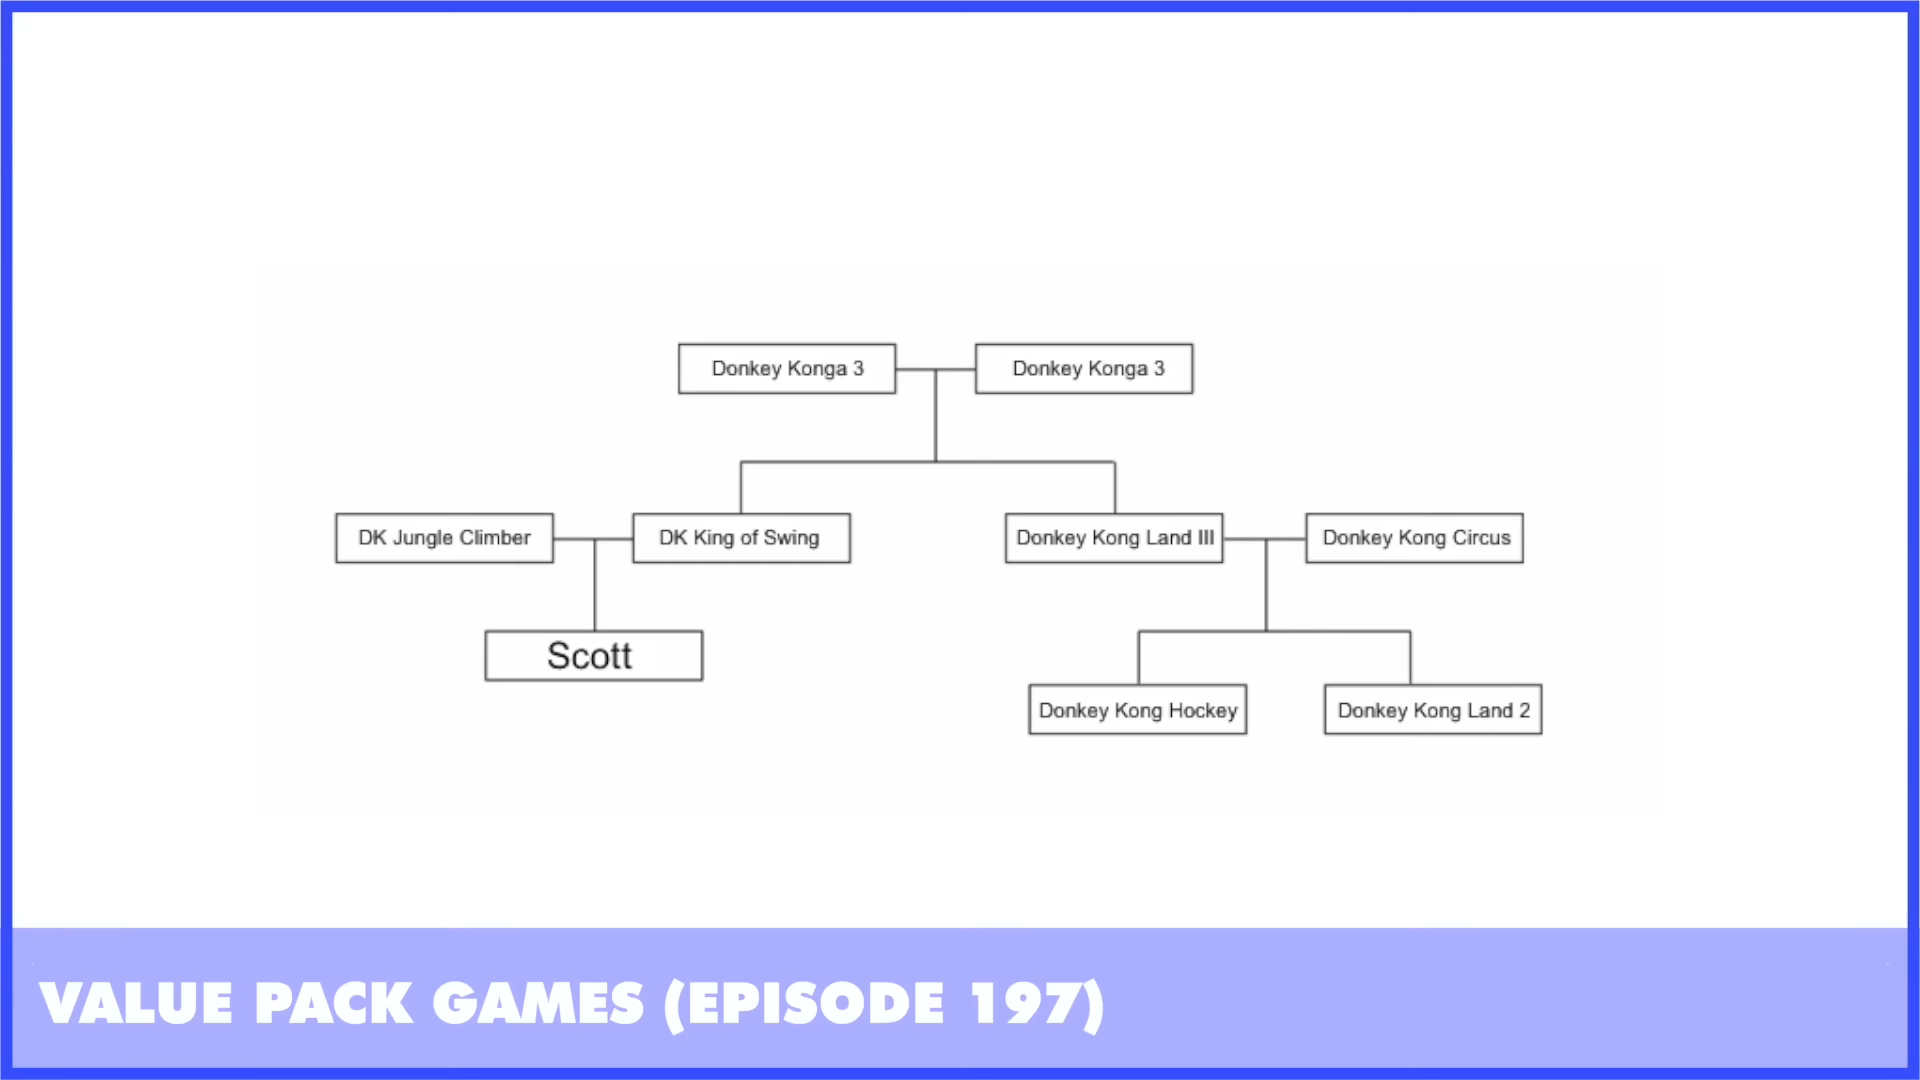 Donkey Konga 3
Donkey Konga 3
DK Jungle Climber
DK King of Swing
Donkey Kong Land III
Donkey Kong Circus
Scott
Donkey Kong Hockey
Donkey Kong Land 2
VALUE PACK GAMES (EPISODE 197)